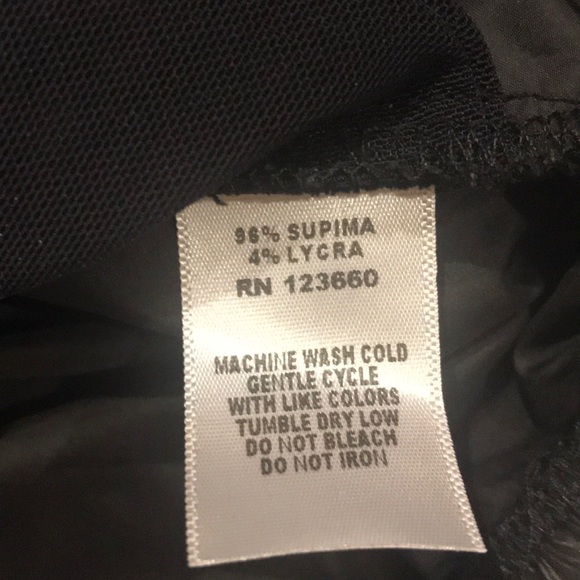 96% SUPIMA
4% LYCRA
RN 123660
MACHINE WASH COLD
GENTLE CYCLE
WITH LIKE COLORS
TUMBLE DRY LOW
DO NOT BLEACH
DO NOT IRON